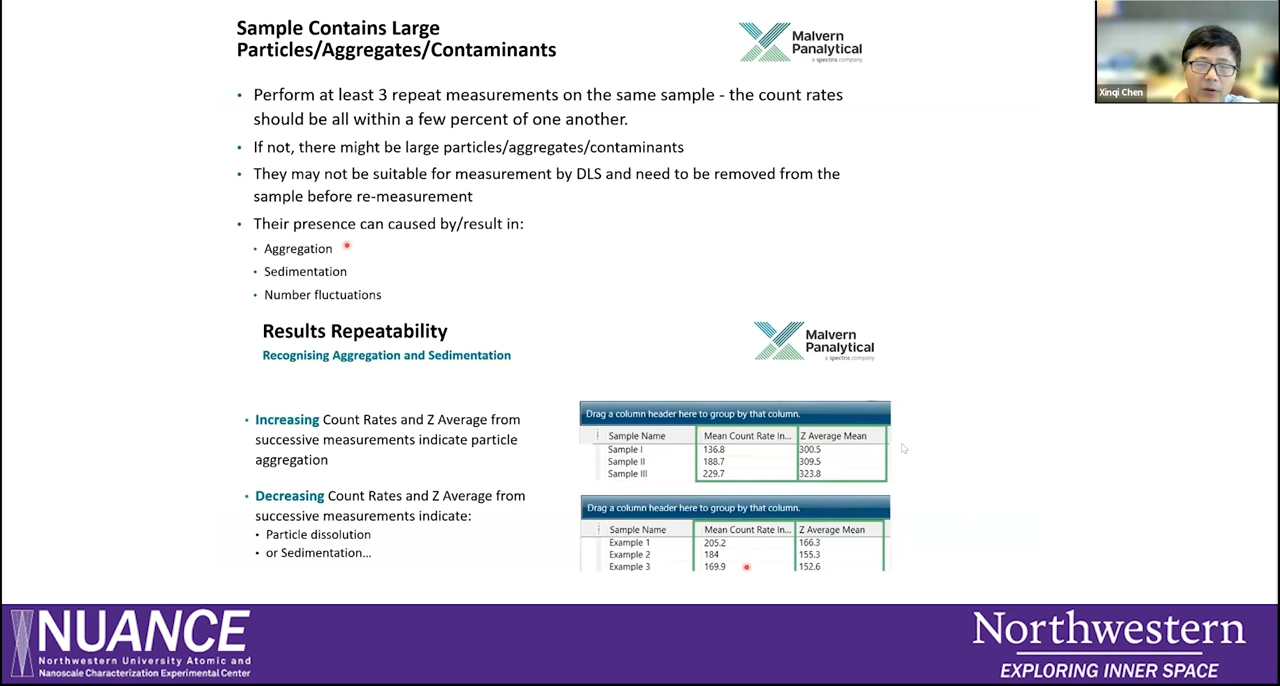 Sample Contains Large
Particles/Aggregates/Contaminants
Malvern
Panalytical
a spectris company
Xinqi Chen
• Perform at least 3 repeat measurements on the same sample - the count rates
should be all within a few percent of one another.
• If not, there might be large particles/aggregates/contaminants
• They may not be suitable for measurement by DLS and need to be removed from the
sample before re-measurement
• Their presence can caused by/result in:
• Aggregation
• Sedimentation
• Number fluctuations
Results Repeatability
Recognising Aggregation and Sedimentation
Malvern
Panalytical
a spectris company
• Increasing Count Rates and Z Average from
successive measurements indicate particle
aggregation
• Decreasing Count Rates and Z Average from
successive measurements indicate:
• Particle dissolution
• or Sedimentation...
Drag a column header here to group by that column.
Sample Name Mean Count Rate In... Z Average Mean
Sample I 136.8 300.5
Sample II 188.7 309.5
Sample III 229.7 323.8
Drag a column header here to group by that column.
Sample Name Mean Count Rate In... Z Average Mean
Example 1 205.2 166.3
Example 2 184 155.3
Example 3 169.9 152.6
NUANCE
Northwestern University Atomic and
Nanoscale Characterization Experimental Center
Northwestern
EXPLORING INNER SPACE